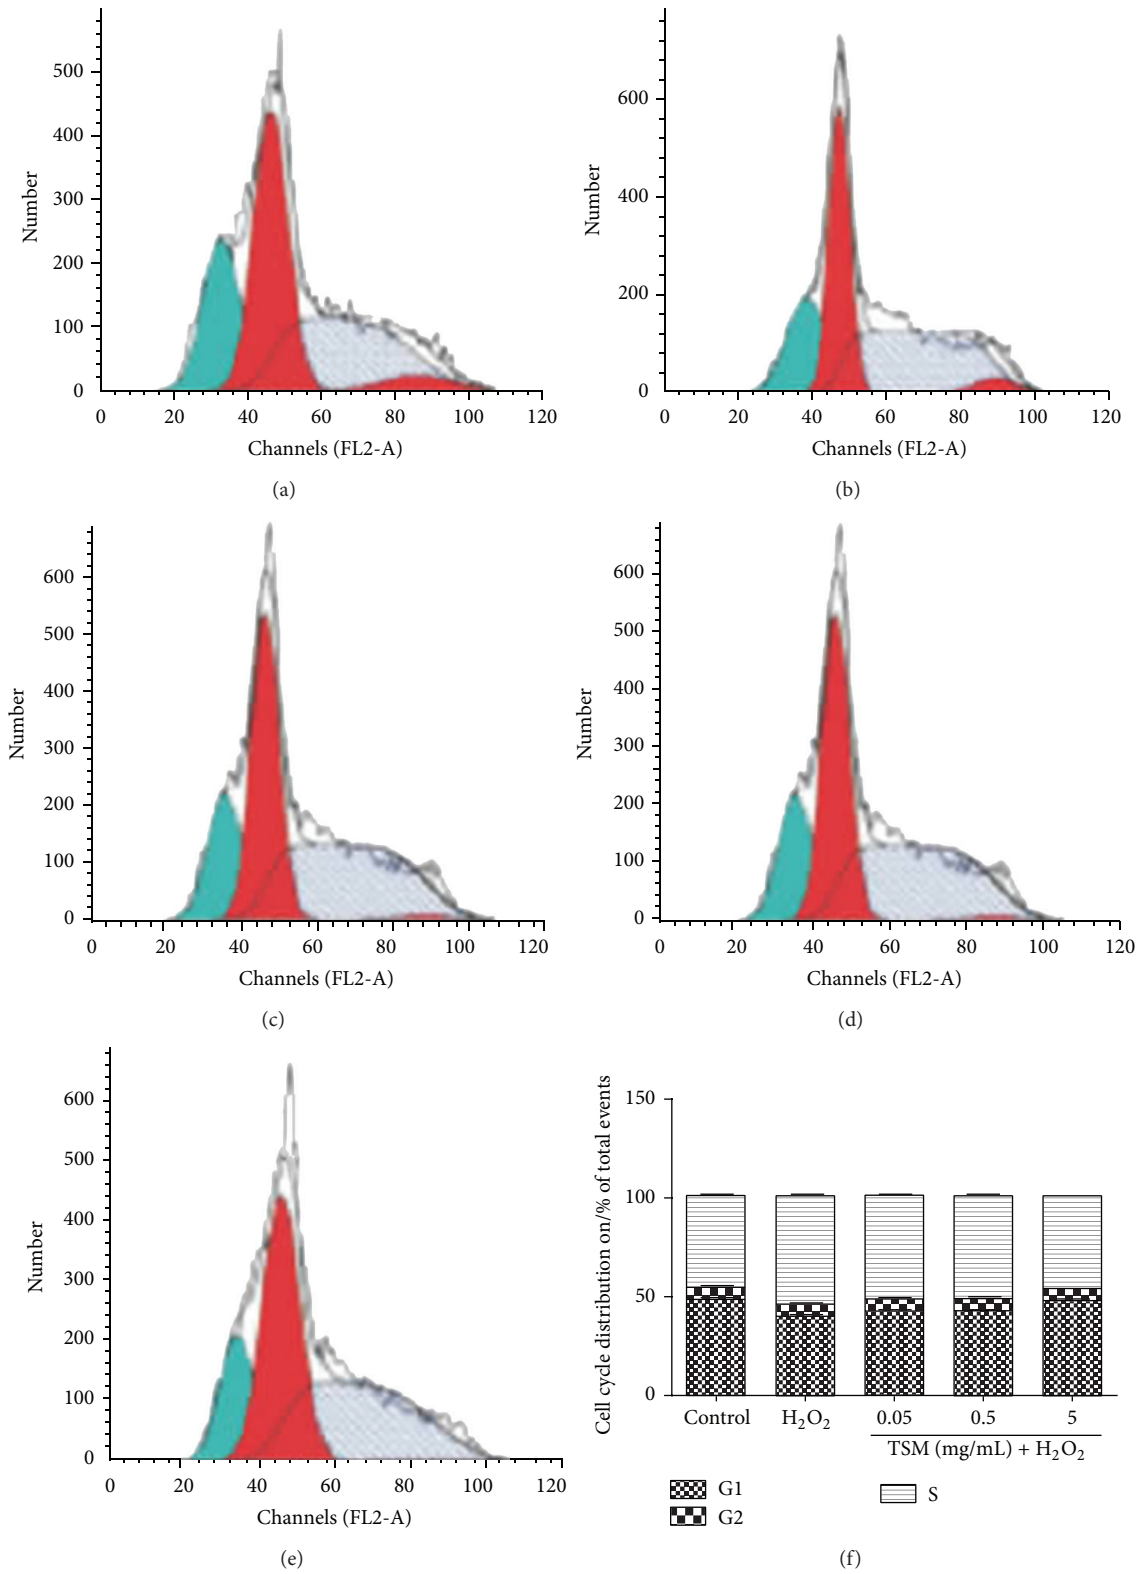 500
400
300
200
100
0
Number
0 20 40 60 80 100 120
Channels (FL2-A)
(a)
600
400
200
0
Number
0 20 40 60 80 100 120
Channels (FL2-A)
(b)
600
500
400
300
200
100
0
Number
0 20 40 60 80 100 120
Channels (FL2-A)
(c)
600
500
400
300
200
100
0
Number
0 20 40 60 80 100 120
Channels (FL2-A)
(d)
600
500
400
300
200
100
0
Number
0 20 40 60 80 100 120
Channels (FL2-A)
(e)
150
100
50
0
Cell cycle distribution on/% of total events
Control H₂O₂ 0.05 0.5 5
TSM (mg/mL) + H₂O₂
G1 S
G2
(f)